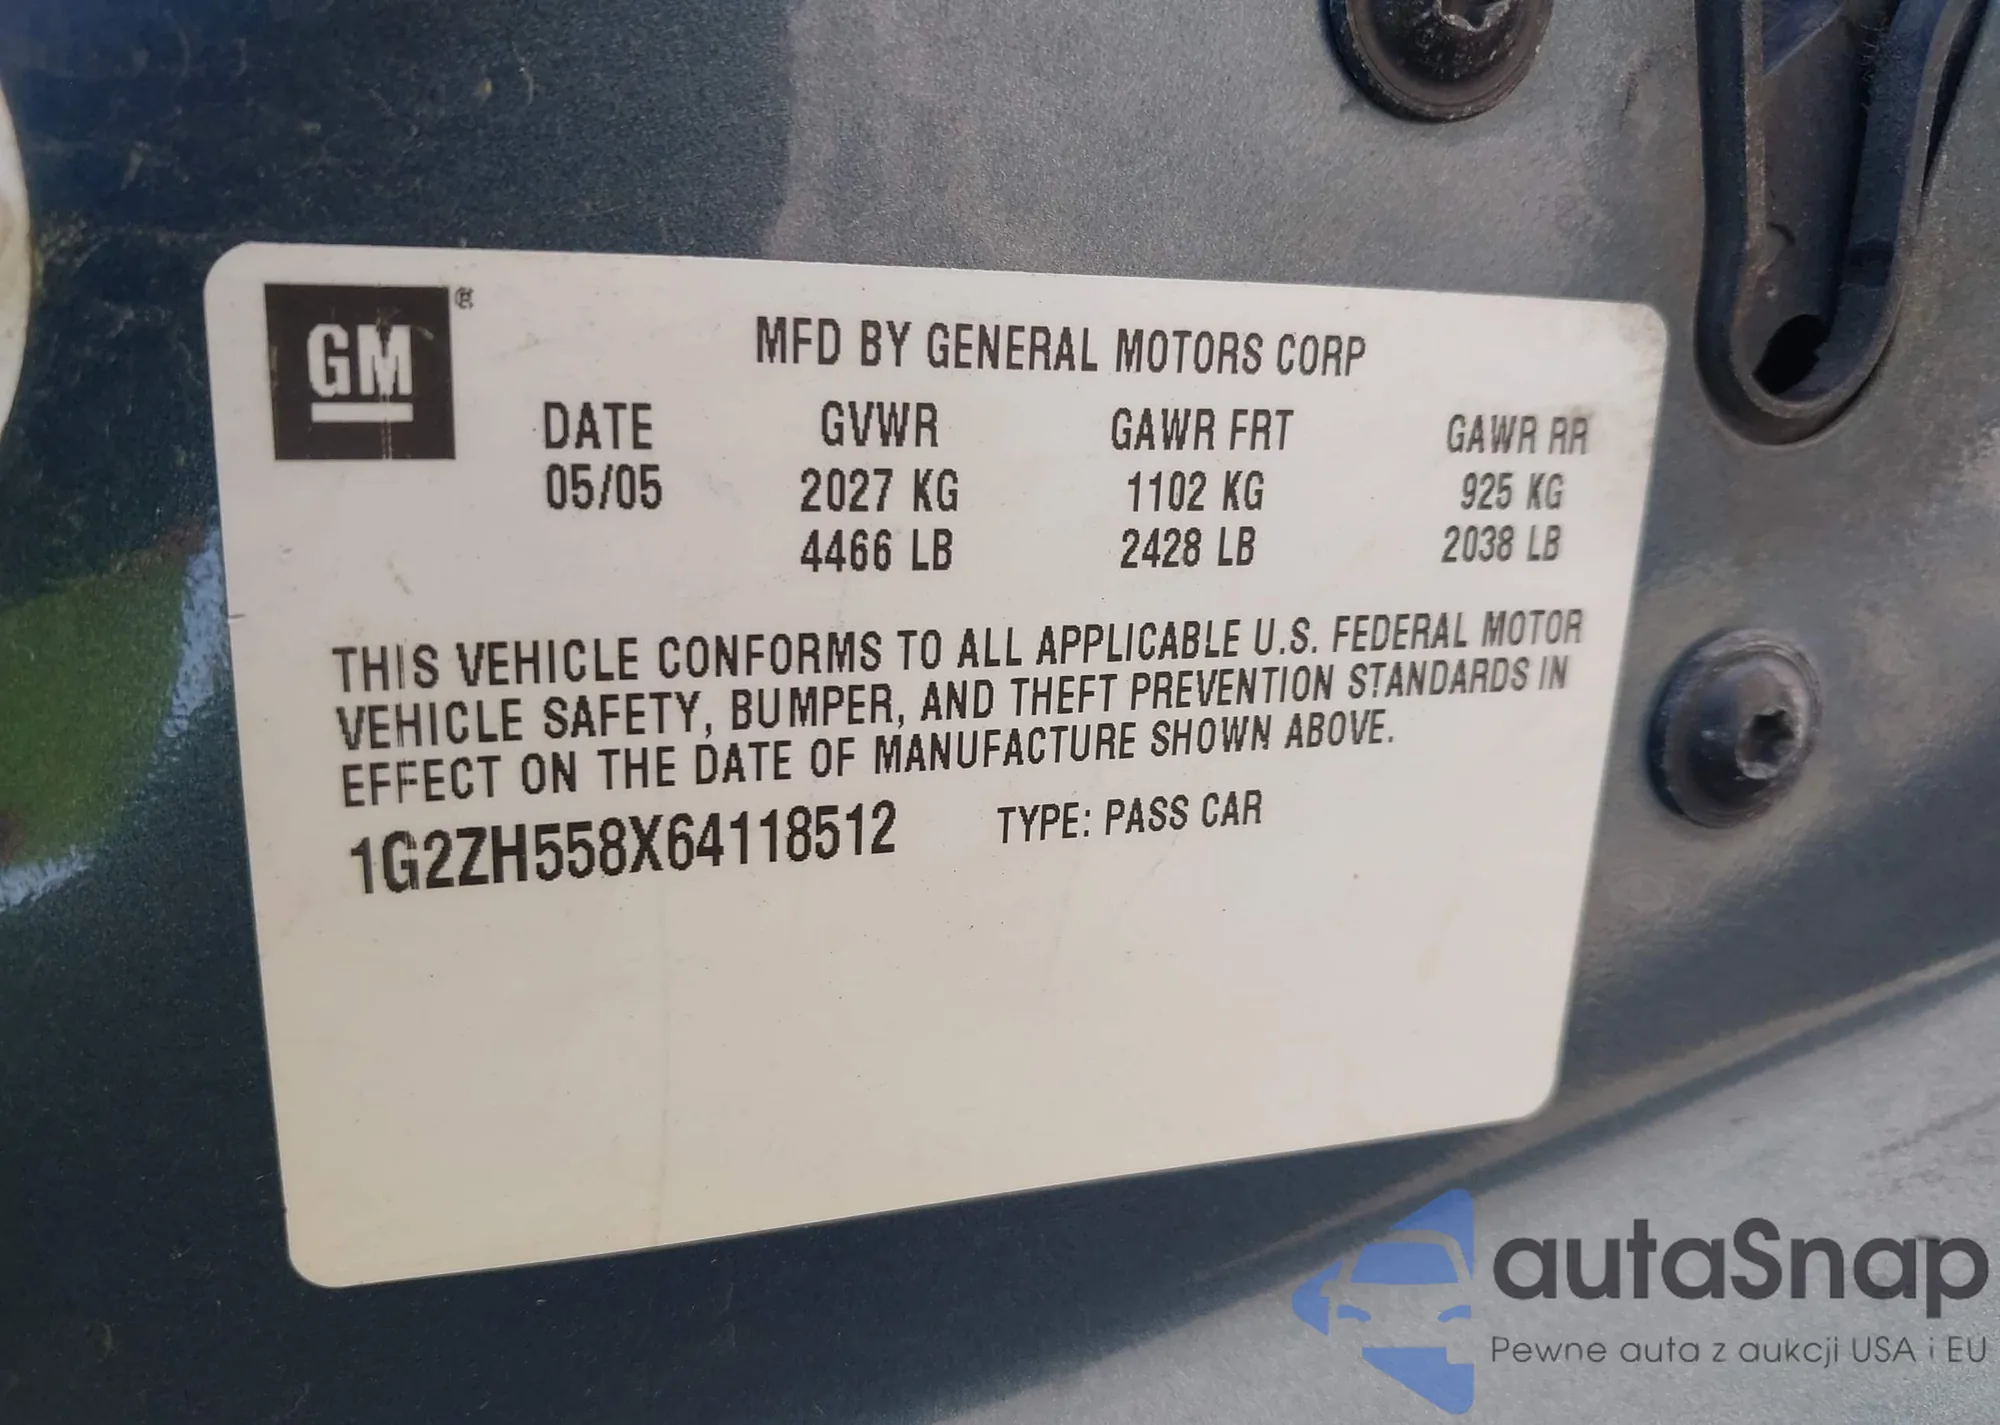 GM®
MFD BY GENERAL MOTORS CORP
DATE GVWR GAWR FRT GAWR RR
05/05 2027 KG 1102 KG 925 KG
4466 LB 2428 LB 2038 LB
THIS VEHICLE CONFORMS TO ALL APPLICABLE U.S. FEDERAL MOTOR
VEHICLE SAFETY, BUMPER, AND THEFT PREVENTION STANDARDS IN
EFFECT ON THE DATE OF MANUFACTURE SHOWN ABOVE.
1G2ZH558X64118512 TYPE: PASS CAR
autaSnap
Pewne auta z aukcji USA i EU